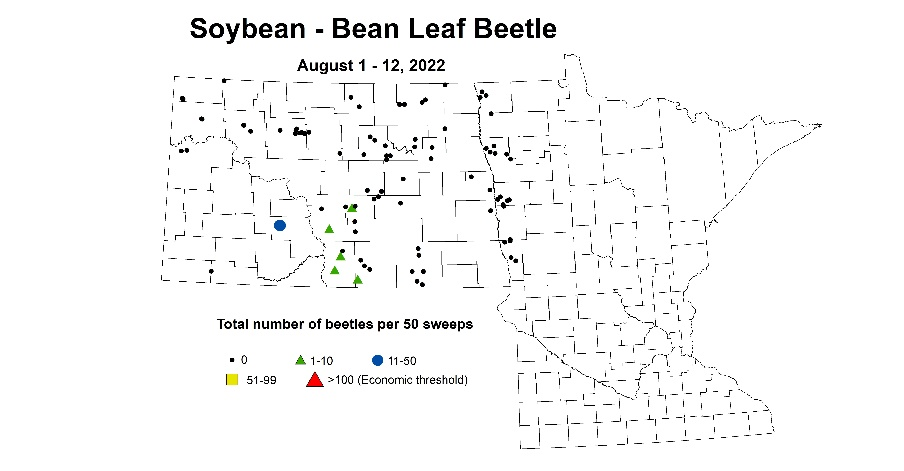 Soybean - Bean Leaf Beetle
August 1 - 12, 2022
Total number of beetles per 50 sweeps
0 1-10 11-50
51-99 >100 (Economic threshold)